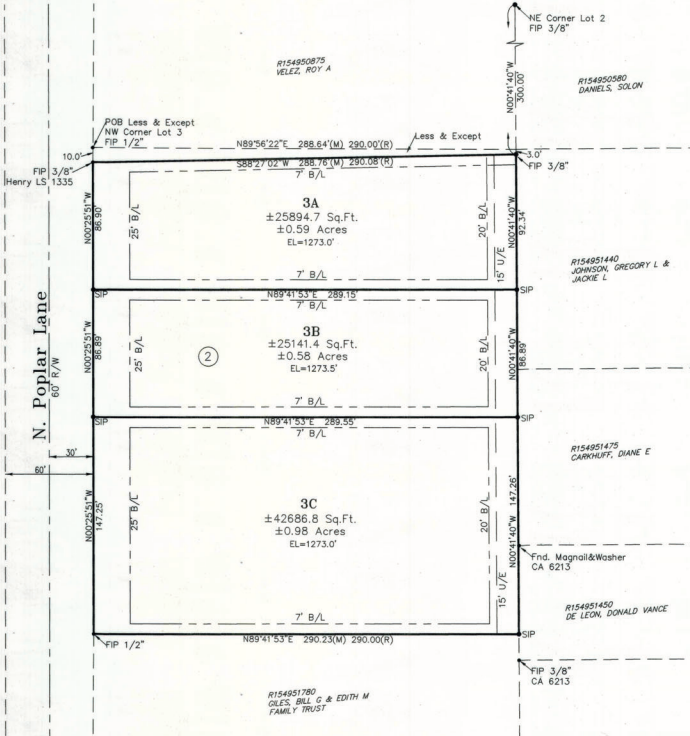 NE Corner Lot 2
FIP 3/8"
N00°41'40"W
300.00'
R154950875
VELEZ, ROY A
R154950580
DANIELS, SOLON
POB Less & Except
NW Corner Lot 3
FIP 1/2"
N89°56'22"E 288.64'(M) 290.00'(R)
Less & Except
10.0'
3.0'
S88°27'02"W 288.76'(M) 290.08'(R)
FIP 3/8"
Henry LS 1335
FIP 3/8"
7' B/L
3A
±25894.7 Sq.Ft.
±0.59 Acres
EL=1273.0'
N00°25'51"W
86.90'
25' B/L
20' B/L
15' U/E
N00°41'40"W
92.34'
7' B/L
R154951440
JOHNSON, GREGORY L &
JACKIE L
SIP
N89°41'53"E 289.15'
SIP
7' B/L
3B
±25141.4 Sq.Ft.
±0.58 Acres
EL=1273.5'
2
N00°25'51"W
86.89'
25' B/L
20' B/L
N00°41'40"W
86.89'
7' B/L
N. Poplar Lane
60' R/W
SIP
N89°41'53"E 289.55'
SIP
7' B/L
30'
60'
R154951475
CARKHUFF, DIANE E
3C
±42686.8 Sq.Ft.
±0.98 Acres
EL=1273.0'
N00°25'51"W
147.25'
25' B/L
20' B/L
N00°41'40"W 147.26'
15' U/E
Fnd. Magnail&Washer
CA 6213
R154951450
DE LEON, DONALD VANCE
7' B/L
N89°41'53"E 290.23'(M) 290.00'(R)
SIP
FIP 1/2"
FIP 3/8"
CA 6213
R154951780
GILES, BILL G & EDITH M
FAMILY TRUST